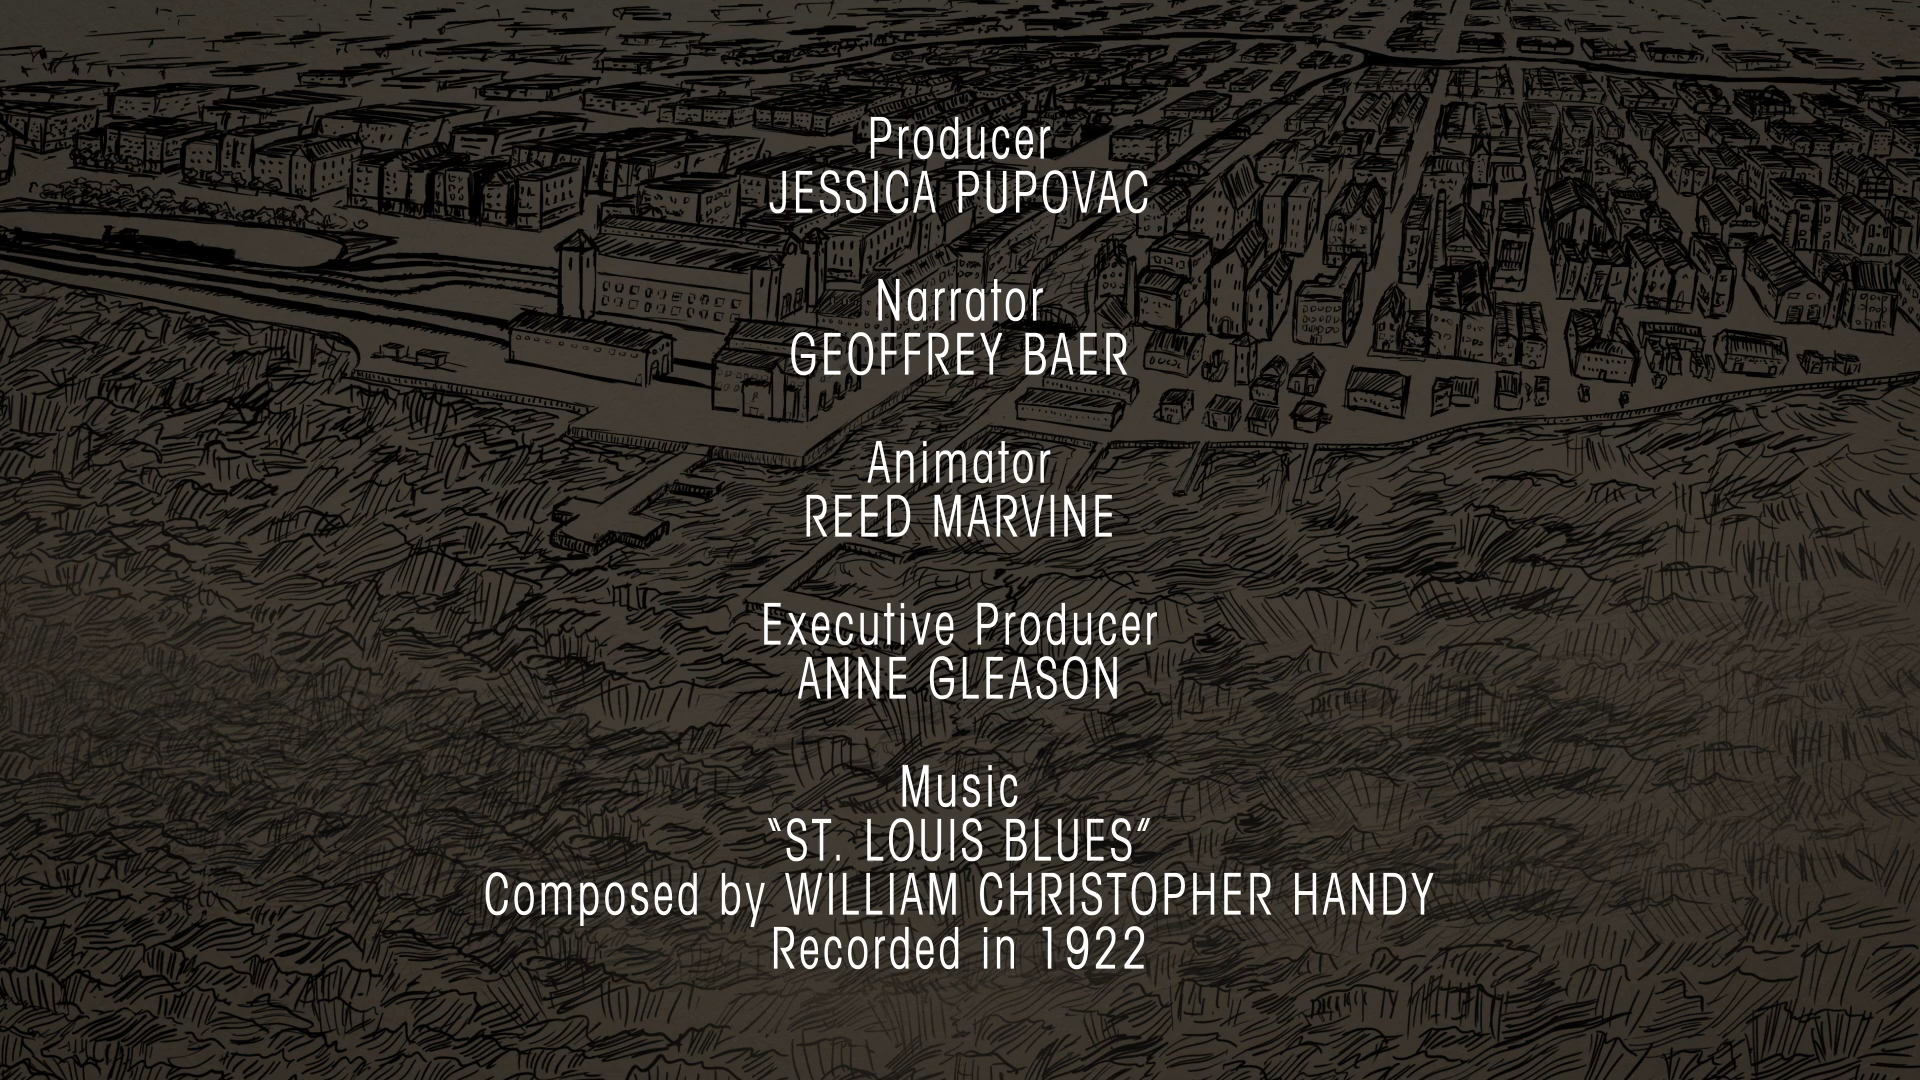 Producer
JESSICA PUPOVAC
Narrator
GEOFFREY BAER
Animator
REED MARVINE
Executive Producer
ANNE GLEASON
Music
“ST. LOUIS BLUES”
Composed by WILLIAM CHRISTOPHER HANDY
Recorded in 1922